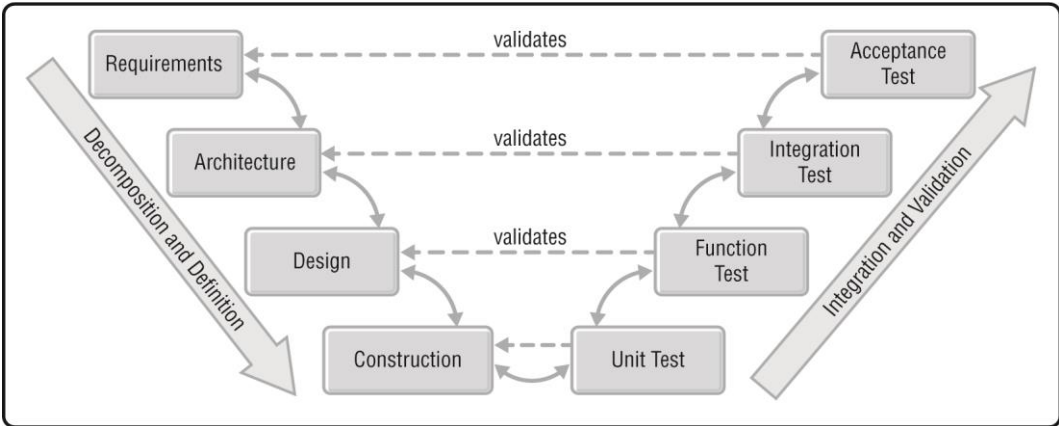 validates
Requirements
Acceptance
Test
Decomposition and Definition
validates
Architecture
Integration
Test
Integration and Validation
validates
Design
Function
Test
Construction
Unit Test